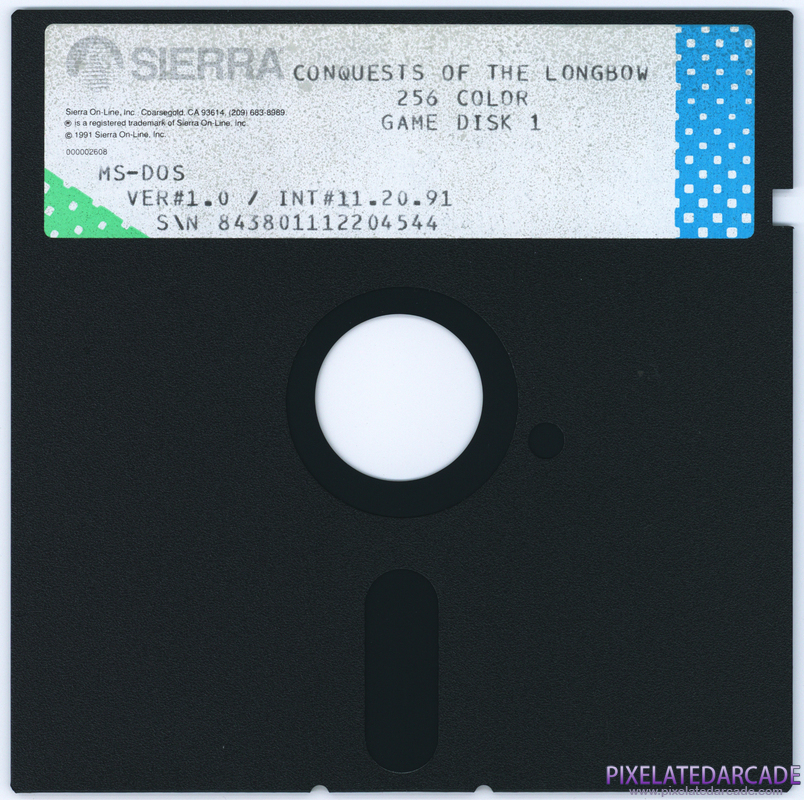 SIERRA
CONQUESTS OF THE LONGBOW
256 COLOR
GAME DISK 1
Sierra On-Line, Inc. Coarsegold, CA 93614, (209) 683-8989
® is a registered trademark of Sierra On-Line, Inc.
© 1991 Sierra On-Line, Inc.
000002608
MS-DOS
VER#1.0 / INT#11.20.91
S\N 843801112204544
PIXELATEDARCADE
www.pixelatedarcade.com